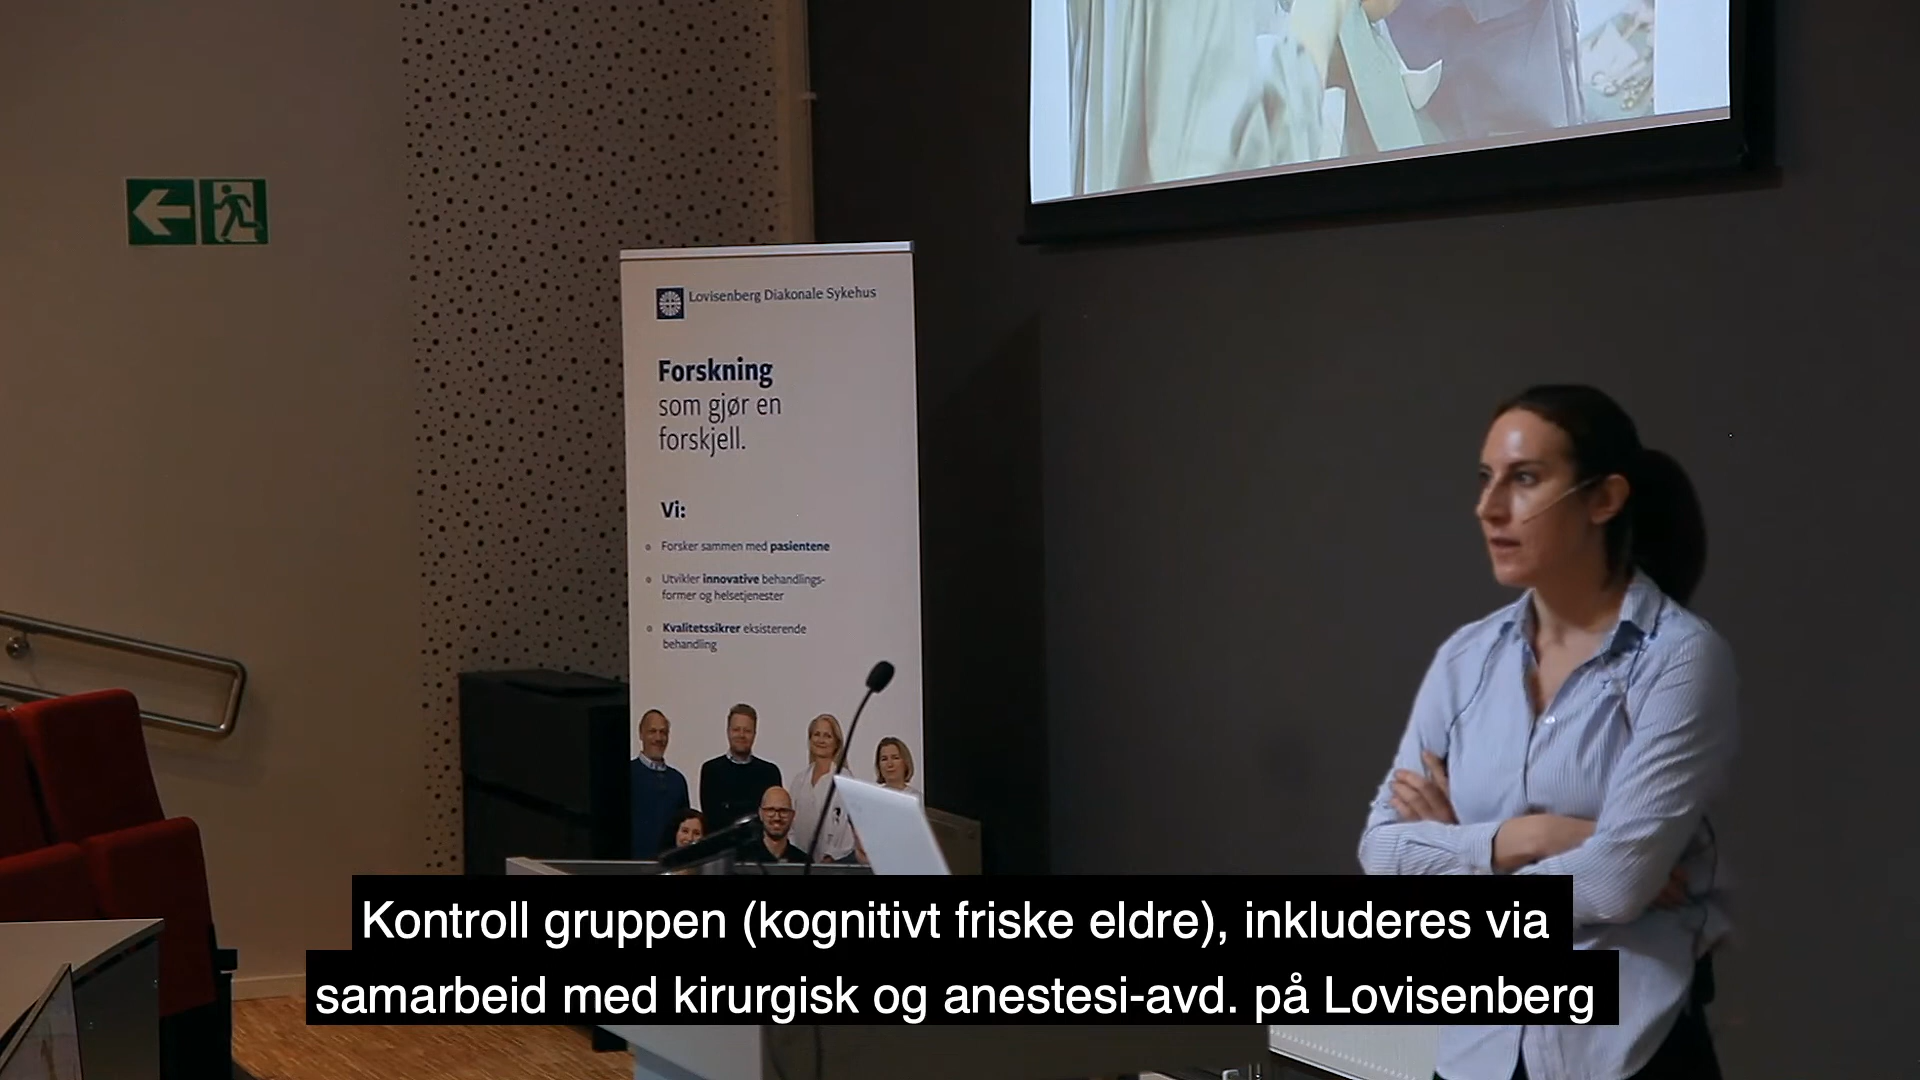 Lovisenberg Diakonale Sykehus
Forskning
som gjør en
forskjell.
Vi:
Forsker sammen med pasientene
Utvikler innovative behandlings-
former og helsetjenester
Kvalitetssikrer eksisterende
behandling
Kontroll gruppen (kognitivt friske eldre), inkluderes via
samarbeid med kirurgisk og anestesi-avd. på Lovisenberg